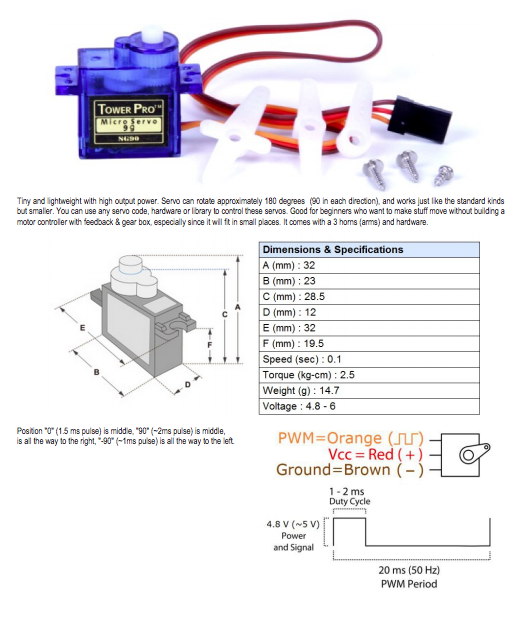 TOWER PRO™
Micro Servo
9g
SG90
Tiny and lightweight with high output power. Servo can rotate approximately 180 degrees (90 in each direction), and works just like the standard kinds
but smaller. You can use any servo code, hardware or library to control these servos. Good for beginners who want to make stuff move without building a
motor controller with feedback & gear box, especially since it will fit in small places. It comes with a 3 horns (arms) and hardware.
Dimensions & Specifications
A (mm) : 32
B (mm) : 23
C (mm) : 28.5
D (mm) : 12
E (mm) : 32
F (mm) : 19.5
Speed (sec) : 0.1
Torque (kg-cm) : 2.5
Weight (g) : 14.7
Voltage : 4.8 - 6
A
C
E
F
B
D
Position "0" (1.5 ms pulse) is middle, "90" (~2ms pulse) is middle,
is all the way to the right, "-90" (~1ms pulse) is all the way to the left.
PWM=Orange (⎍⎍)
Vcc = Red (+)
Ground=Brown (−)
1 - 2 ms
Duty Cycle
4.8 V (~5 V)
Power
and Signal
20 ms (50 Hz)
PWM Period